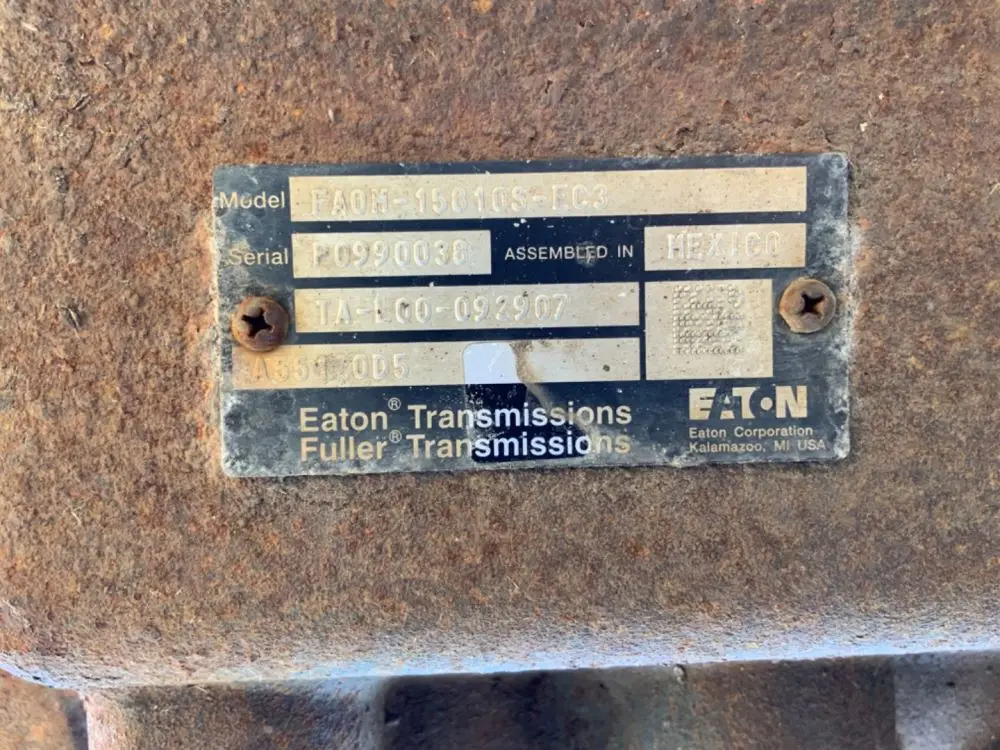 Model FAOM-15810S-EC3
Serial P0990038 ASSEMBLED IN MEXICO
TA-L00-092907
Eaton® Transmissions
Fuller® Transmissions
EATON
Eaton Corporation
Kalamazoo, MI USA